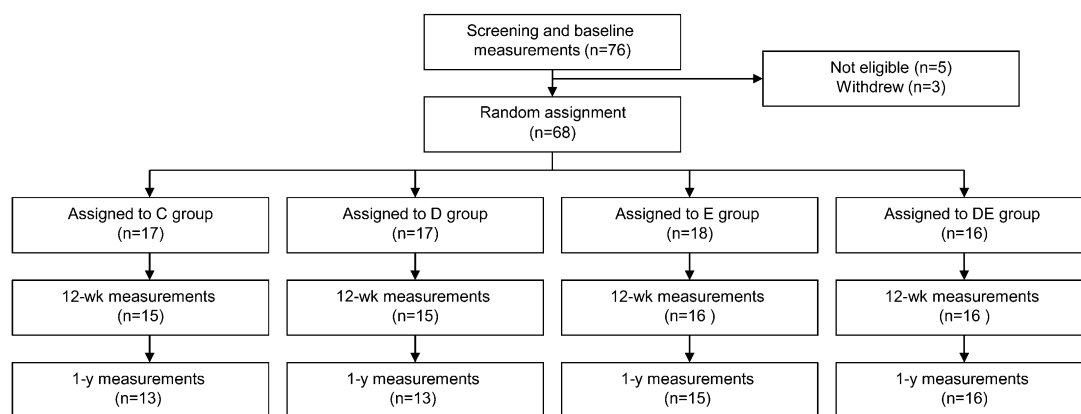 Screening and baseline
measurements (n=76)
Not eligible (n=5)
Withdrew (n=3)
Random assignment
(n=68)
Assigned to C group
(n=17)
Assigned to D group
(n=17)
Assigned to E group
(n=18)
Assigned to DE group
(n=16)
12-wk measurements
(n=15)
12-wk measurements
(n=15)
12-wk measurements
(n=16 )
12-wk measurements
(n=16 )
1-y measurements
(n=13)
1-y measurements
(n=13)
1-y measurements
(n=15)
1-y measurements
(n=16)